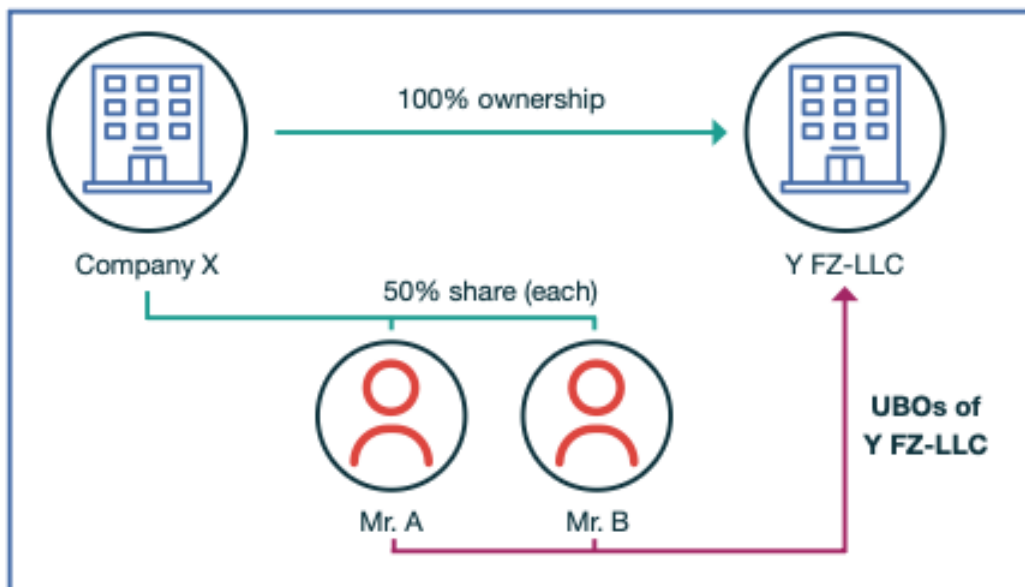 100% ownership
Company X
Y FZ-LLC
50% share (each)
UBOs of
Y FZ-LLC
Mr. A
Mr. B